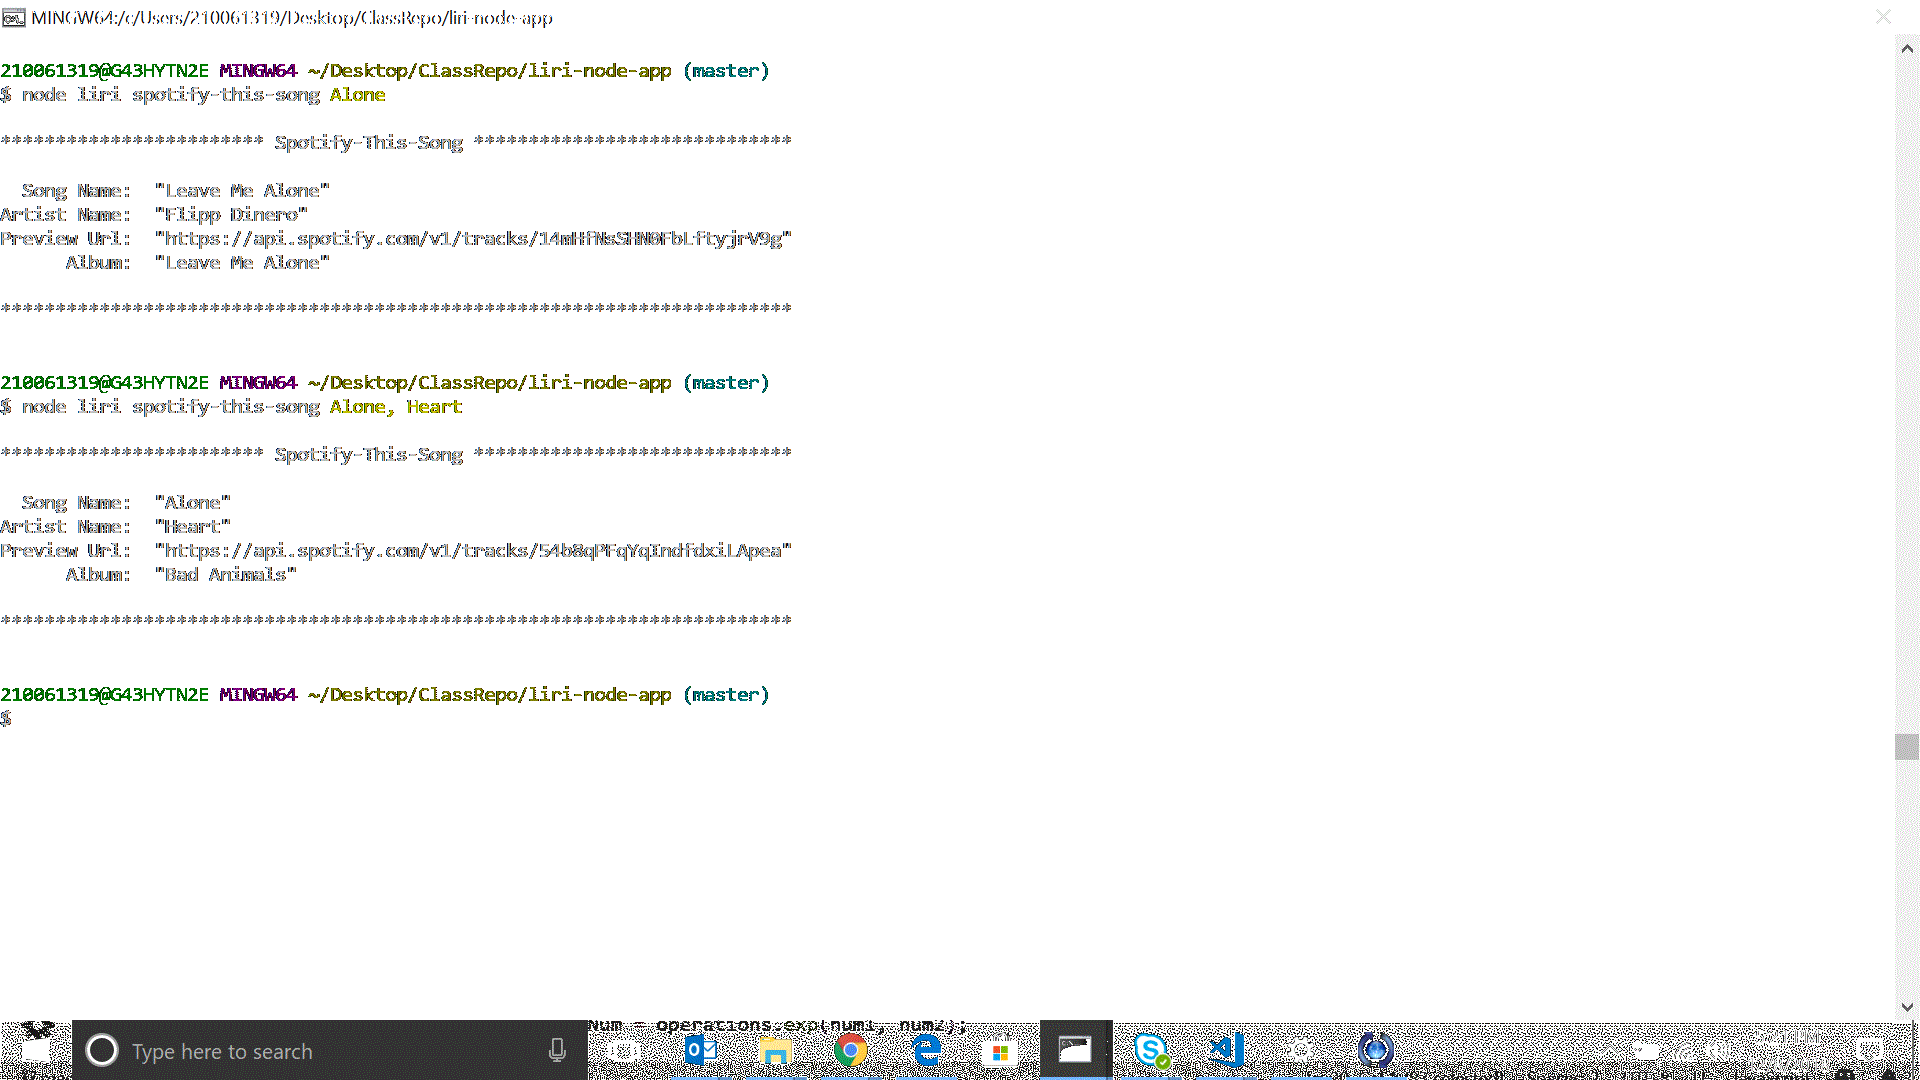 MINGW64:/c/Users/210061319/Desktop/ClassRepo/liri-node-app
210061319@G43HYTN2E MINGW64 ~/Desktop/ClassRepo/liri-node-app (master)
$ node liri spotify-this-song Alone
************************ Spotify-This-Song *****************************
Song Name: "Leave Me Alone"
Artist Name: "Flipp Dinero"
Preview Url: "https://api.spotify.com/v1/tracks/14mHfNsSHN0FbLftyjrV9g"
Album: "Leave Me Alone"
************************************************************************
210061319@G43HYTN2E MINGW64 ~/Desktop/ClassRepo/liri-node-app (master)
$ node liri spotify-this-song Alone, Heart
************************ Spotify-This-Song *****************************
Song Name: "Alone"
Artist Name: "Heart"
Preview Url: "https://api.spotify.com/v1/tracks/54b8qPFqYqIndfdxiLApea"
Album: "Bad Animals"
************************************************************************
210061319@G43HYTN2E MINGW64 ~/Desktop/ClassRepo/liri-node-app (master)
$
Num = operations.exp(num1, num2);
Type here to search